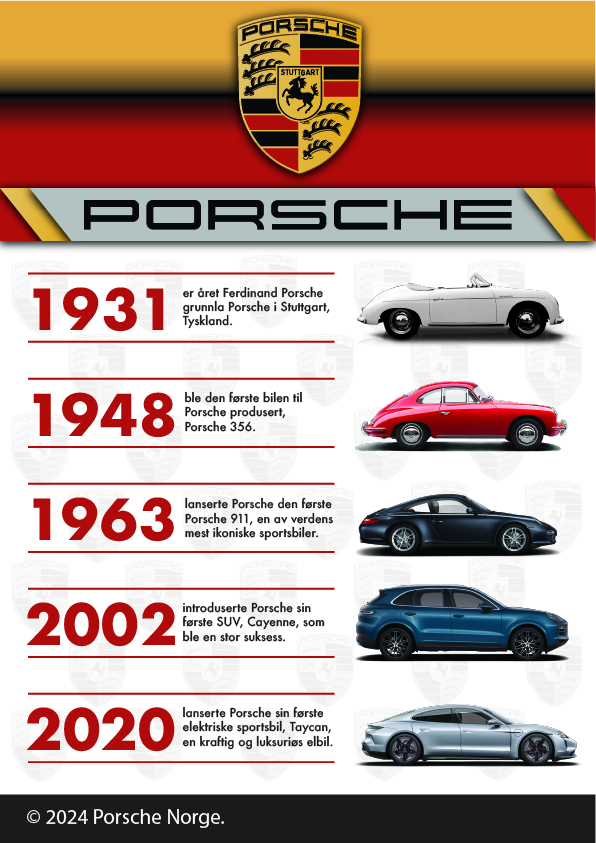 PORSCHE
STUTTGART
PORSCHE
1931
er året Ferdinand Porsche
grunnla Porsche i Stuttgart,
Tyskland.
1948
ble den første bilen til
Porsche produsert,
Porsche 356.
1963
lanserte Porsche den første
Porsche 911, en av verdens
mest ikoniske sportsbiler.
2002
introduserte Porsche sin
første SUV, Cayenne, som
ble en stor suksess.
2020
lanserte Porsche sin første
elektriske sportsbil, Taycan,
en kraftig og luksuriøs elbil.
© 2024 Porsche Norge.